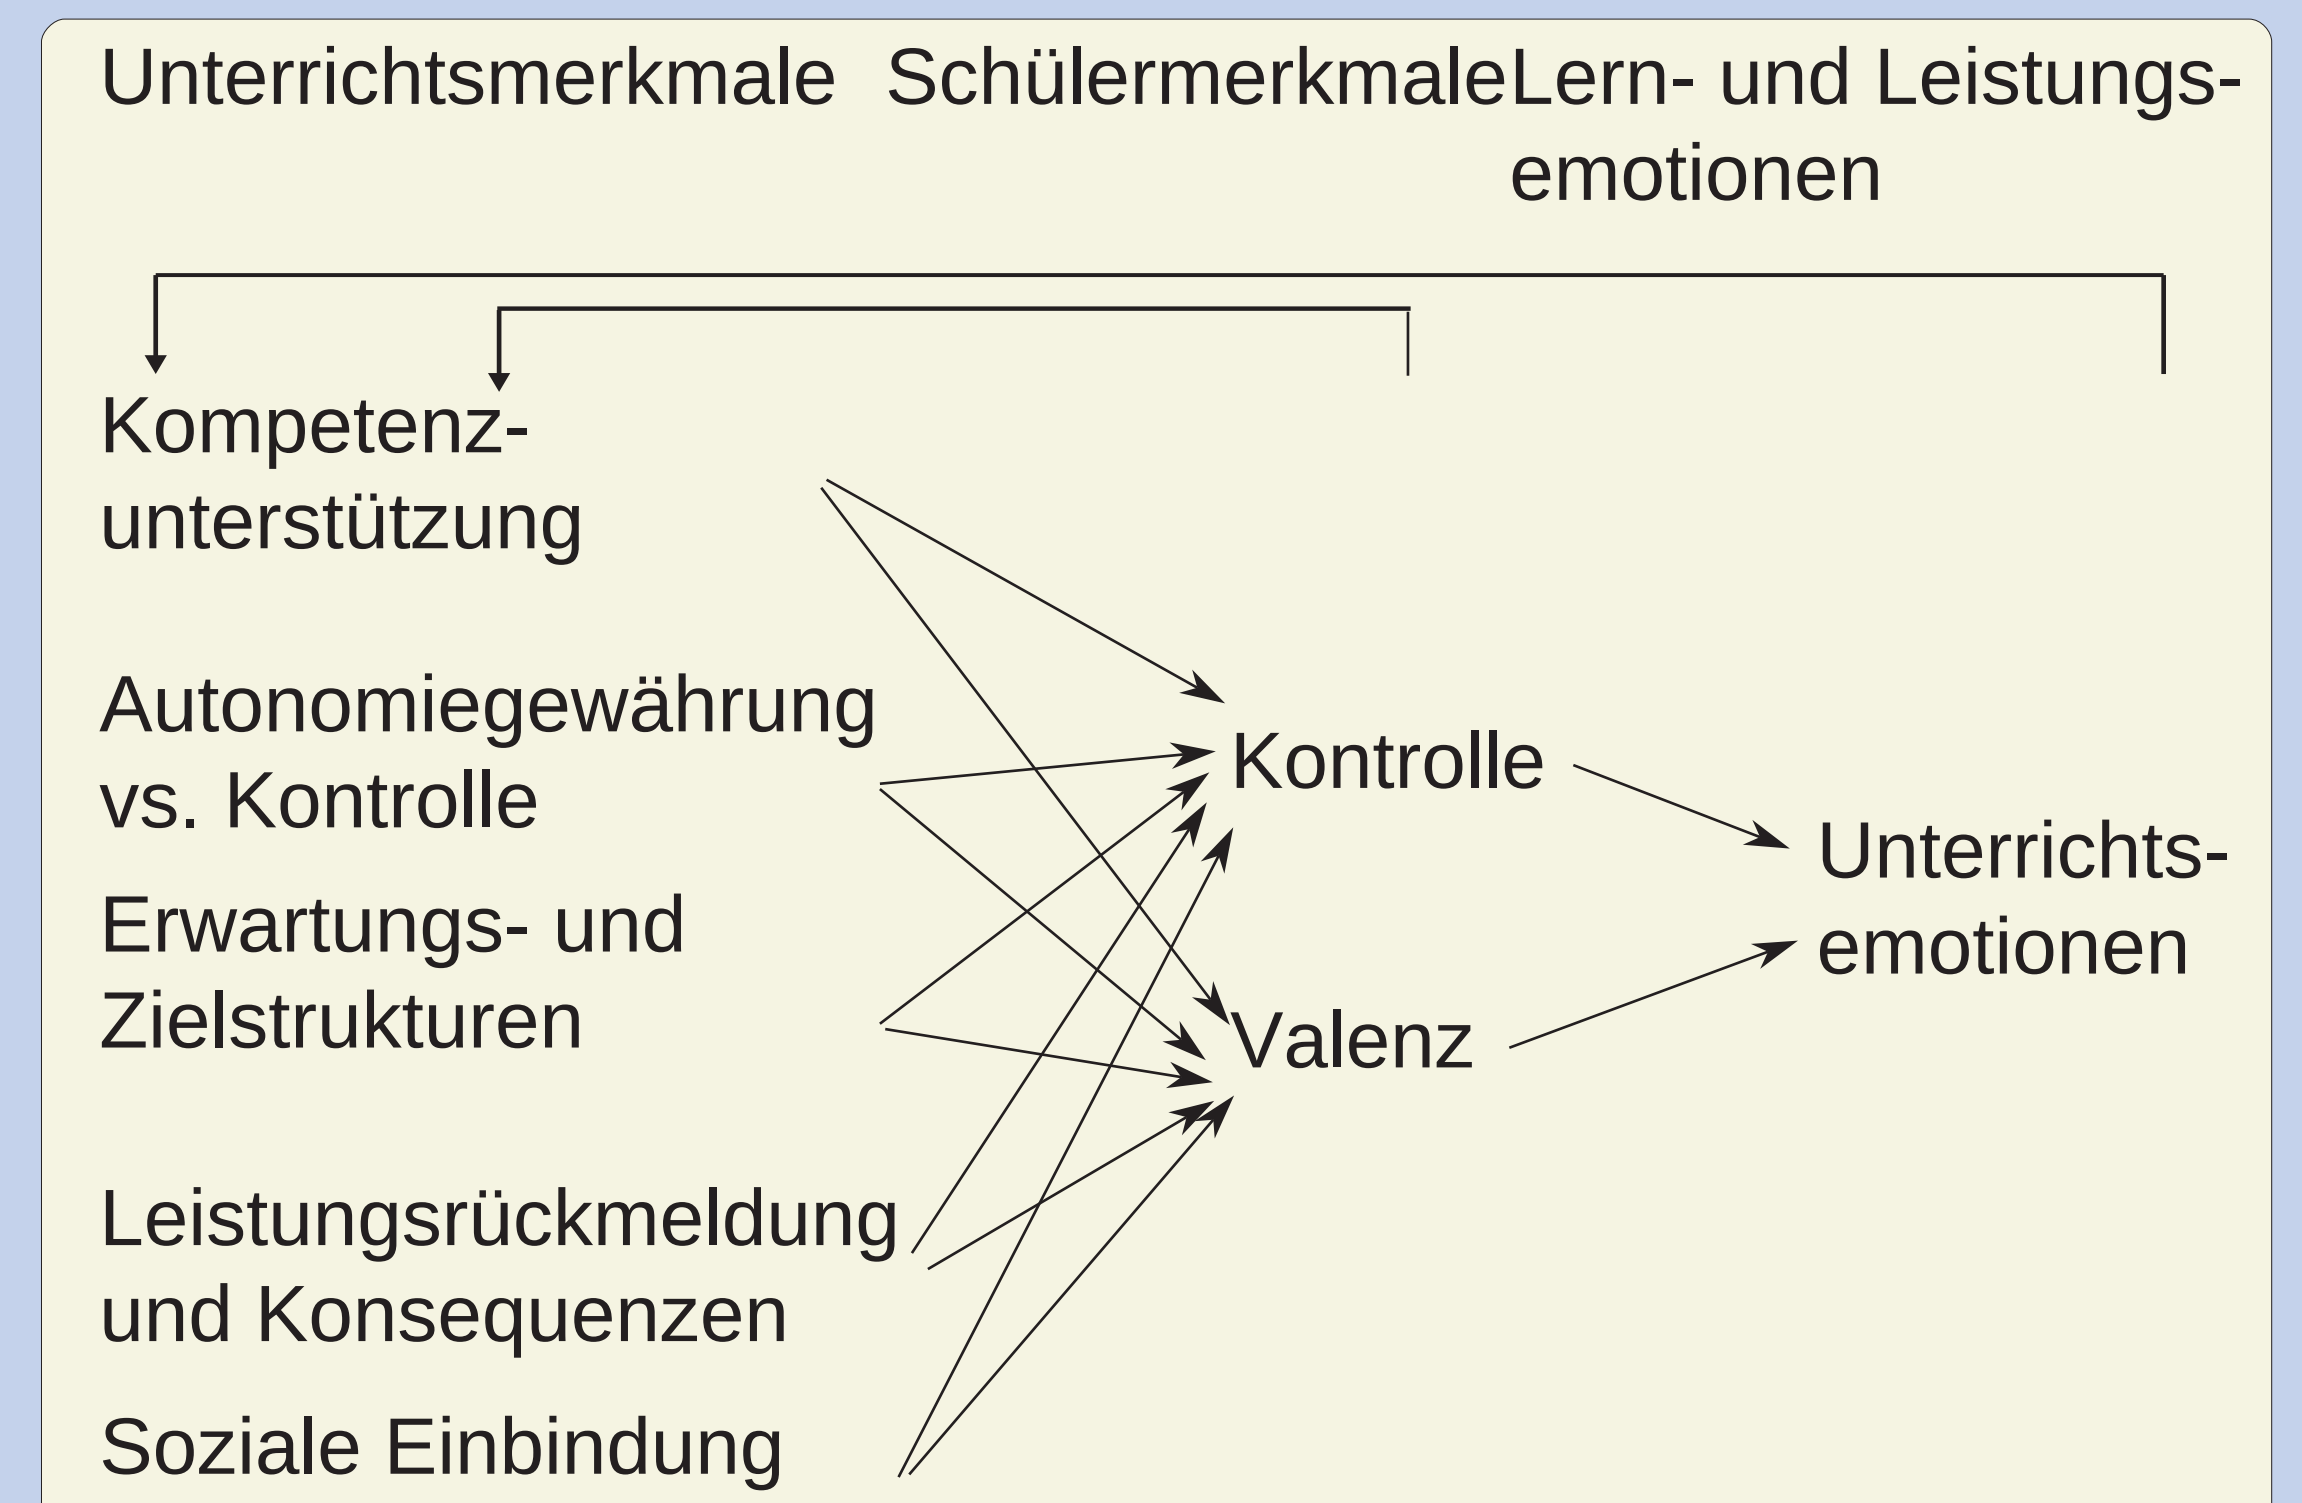 Unterrichtsmerkmale Schülermerkmale Lern- und Leistungs-
emotionen
Kompetenz-
unterstützung
Autonomiegewährung
vs. Kontrolle
Erwartungs- und
Zielstrukturen
Leistungsrückmeldung
und Konsequenzen
Soziale Einbindung
Kontrolle
Valenz
Unterrichts-
emotionen